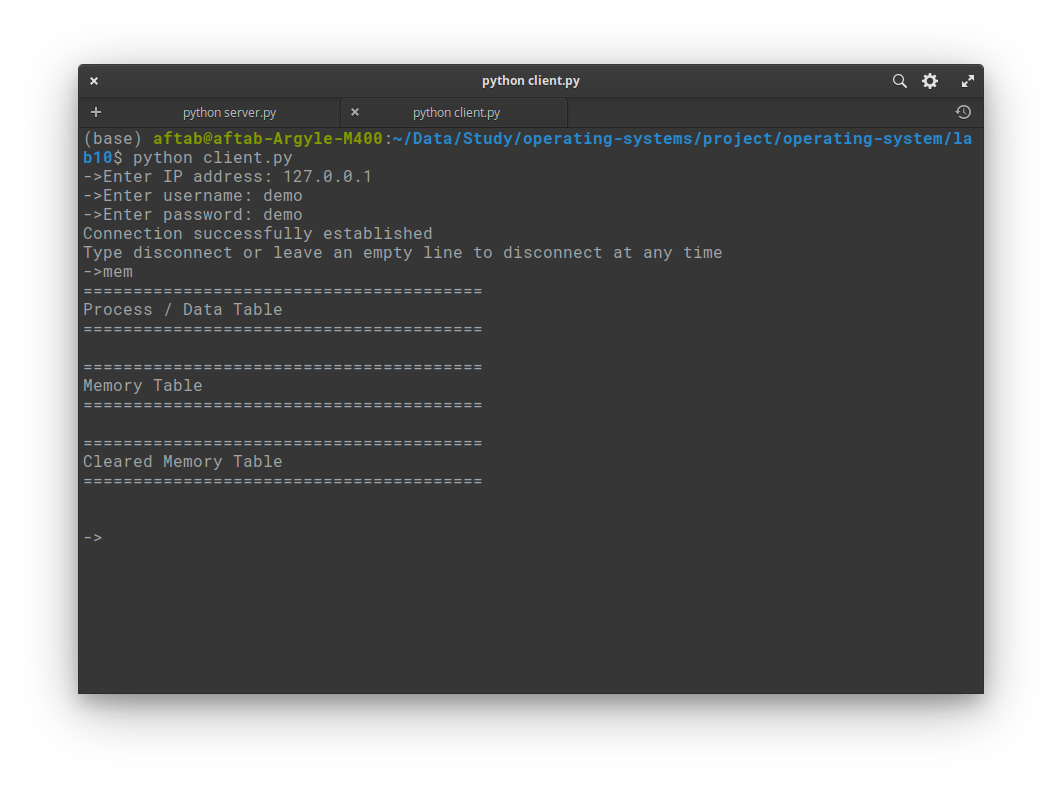 python client.py
python server.py
python client.py
(base) aftab@aftab-Argyle-M400:~/Data/Study/operating-systems/project/operating-system/la
b10$ python client.py
->Enter IP address: 127.0.0.1
->Enter username: demo
->Enter password: demo
Connection successfully established
Type disconnect or leave an empty line to disconnect at any time
->mem
========================================
Process / Data Table
========================================
========================================
Memory Table
========================================
========================================
Cleared Memory Table
========================================
->